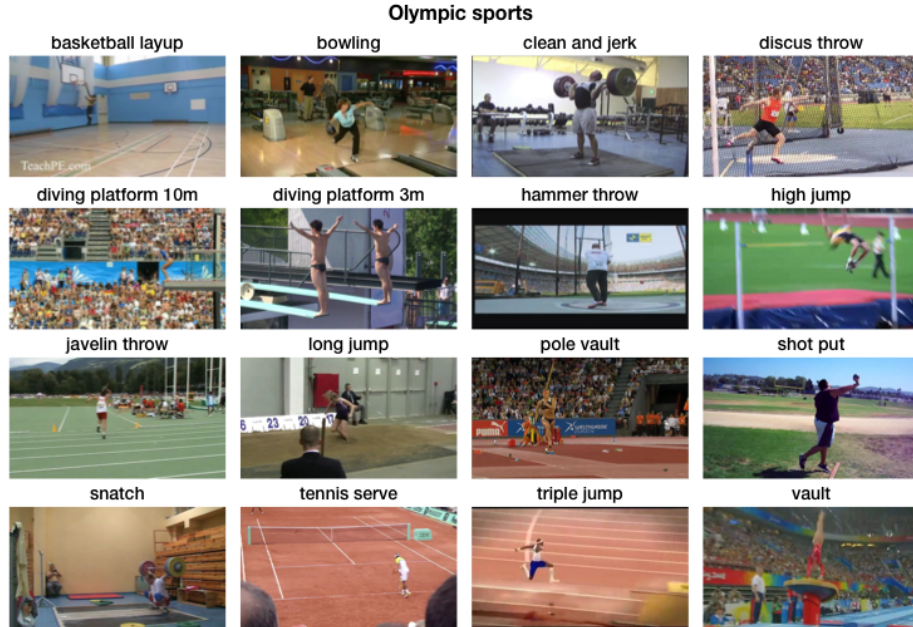 Olympic sports
basketball layup
bowling
clean and jerk
discus throw
TeachPE.com
diving platform 10m
diving platform 3m
hammer throw
high jump
javelin throw
long jump
pole vault
shot put
23
20
17
PUMA
snatch
tennis serve
triple jump
vault